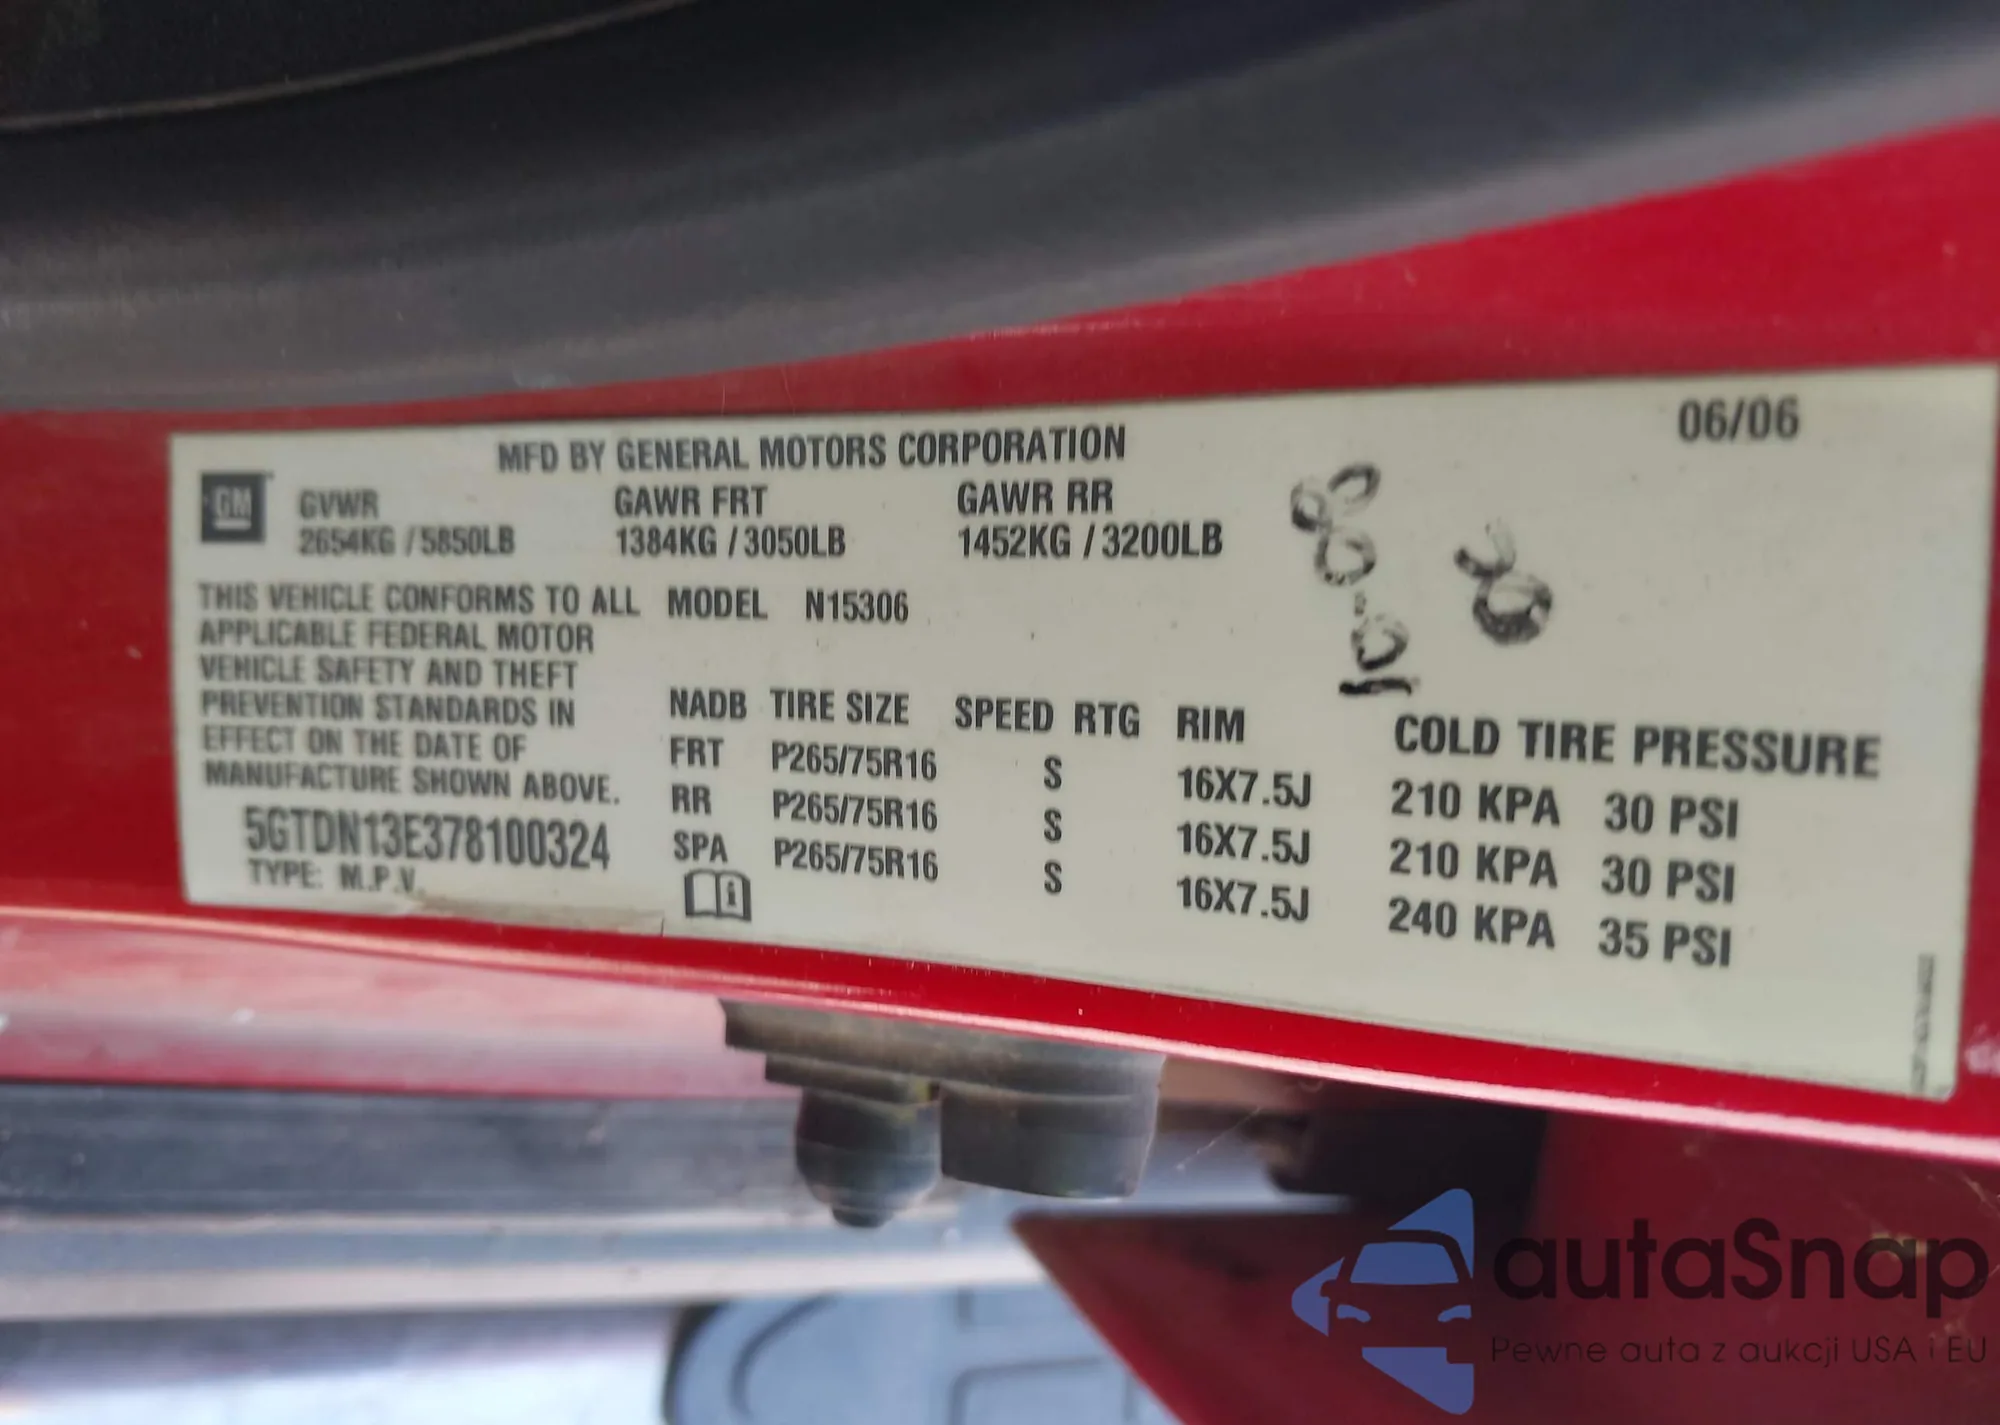 06/06
MFD BY GENERAL MOTORS CORPORATION
GM
GVWR GAWR FRT GAWR RR
2654KG / 5850LB 1384KG / 3050LB 1452KG / 3200LB
THIS VEHICLE CONFORMS TO ALL
APPLICABLE FEDERAL MOTOR
VEHICLE SAFETY AND THEFT
PREVENTION STANDARDS IN
EFFECT ON THE DATE OF
MANUFACTURE SHOWN ABOVE.
5GTDN13E378100324
TYPE: M.P.V.
MODEL N15306
NADB TIRE SIZE SPEED RTG RIM COLD TIRE PRESSURE
FRT P265/75R16 S 16X7.5J 210 KPA 30 PSI
RR P265/75R16 S 16X7.5J 210 KPA 30 PSI
SPA P265/75R16 S 16X7.5J 240 KPA 35 PSI
autaSnap
Pewne auta z aukcji USA i EU